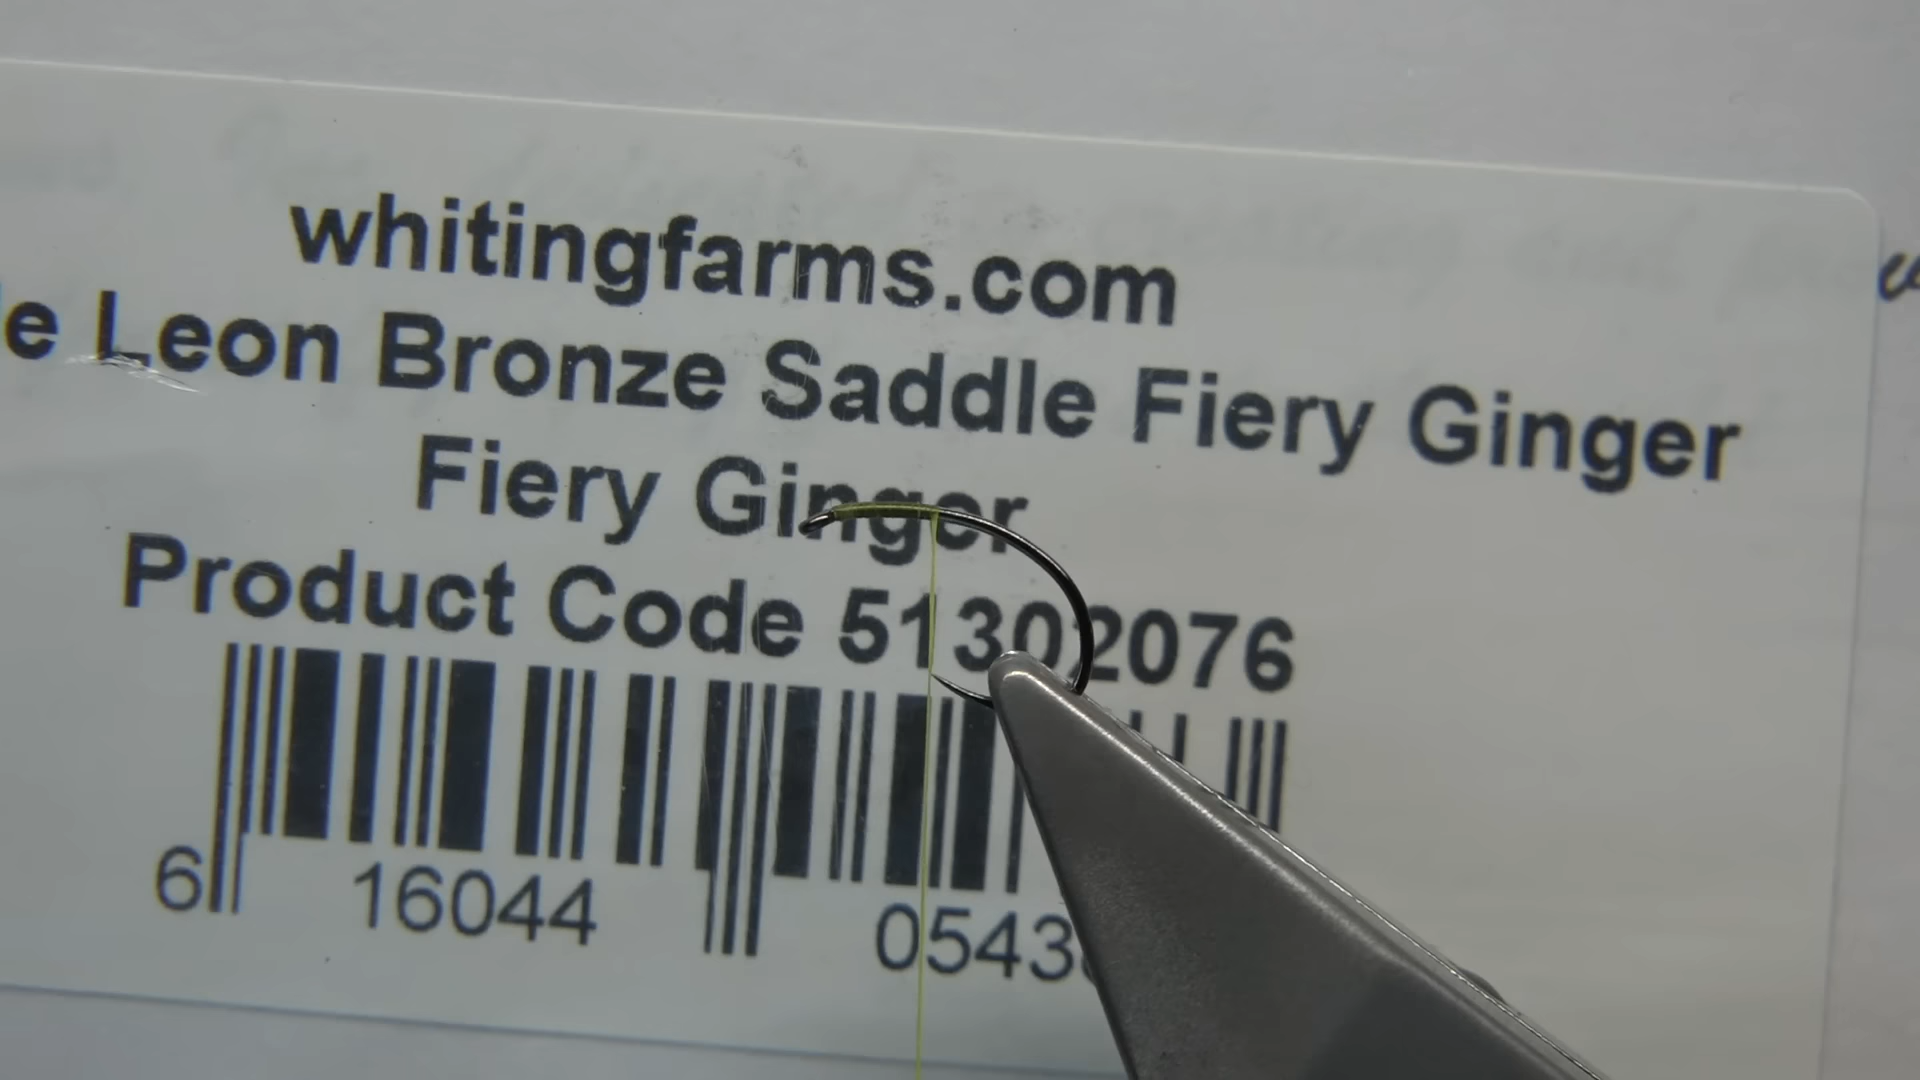 whitingfarms.com
Leon Bronze Saddle Fiery Ginger
Fiery Ginger
Product Code 51302076
6 16044 0543